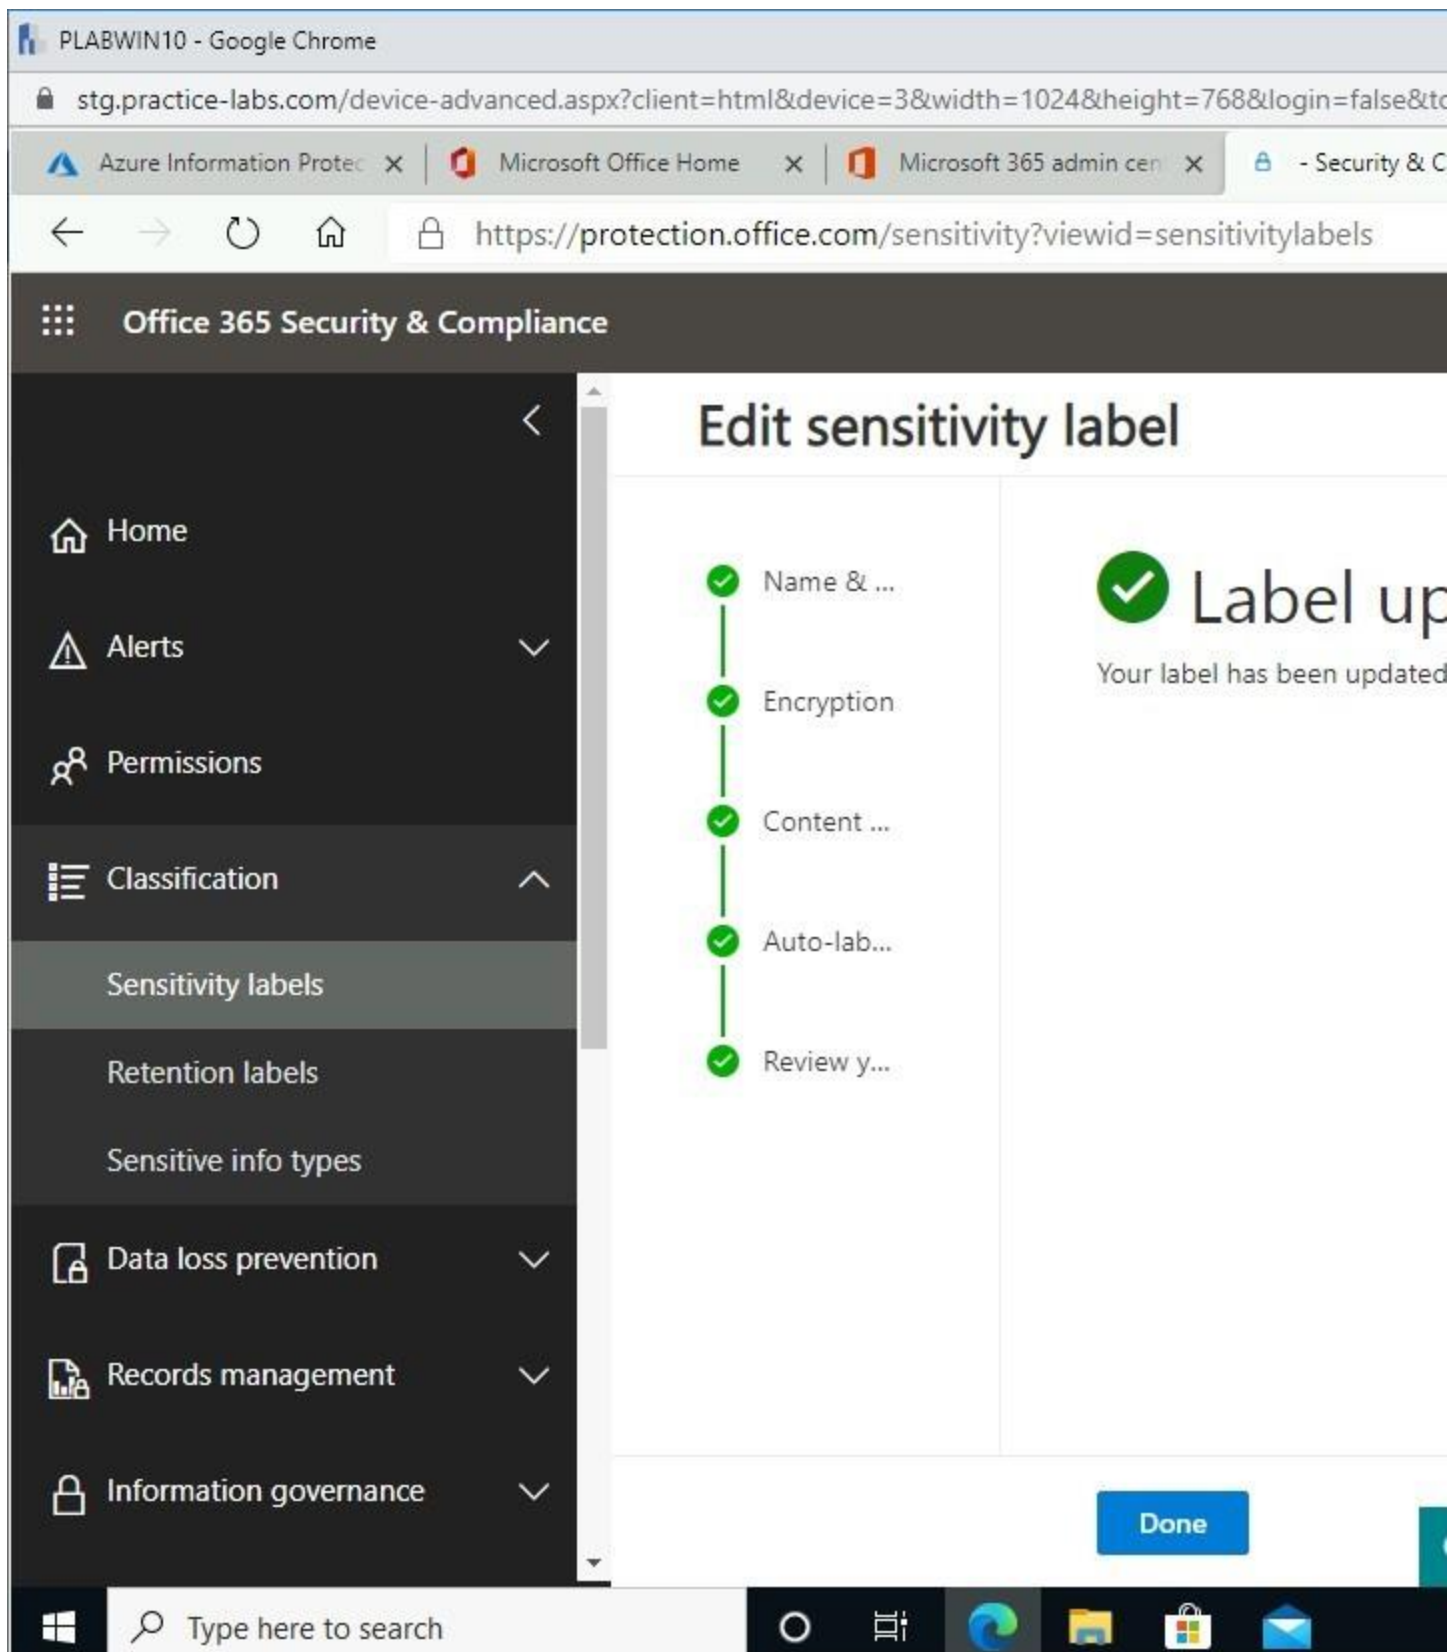 PLABWIN10 - Google Chrome
stg.practice-labs.com/device-advanced.aspx?client=html&device=3&width=1024&height=768&login=false&to
Azure Information Protec
Microsoft Office Home
Microsoft 365 admin cen
- Security & C
https://protection.office.com/sensitivity?viewid=sensitivitylabels
Office 365 Security & Compliance
Edit sensitivity label
Home
Alerts
Permissions
Classification
Sensitivity labels
Retention labels
Sensitive info types
Data loss prevention
Records management
Information governance
Name & ...
Encryption
Content ...
Auto-lab...
Review y...
Label up
Your label has been updated
Done
Type here to search